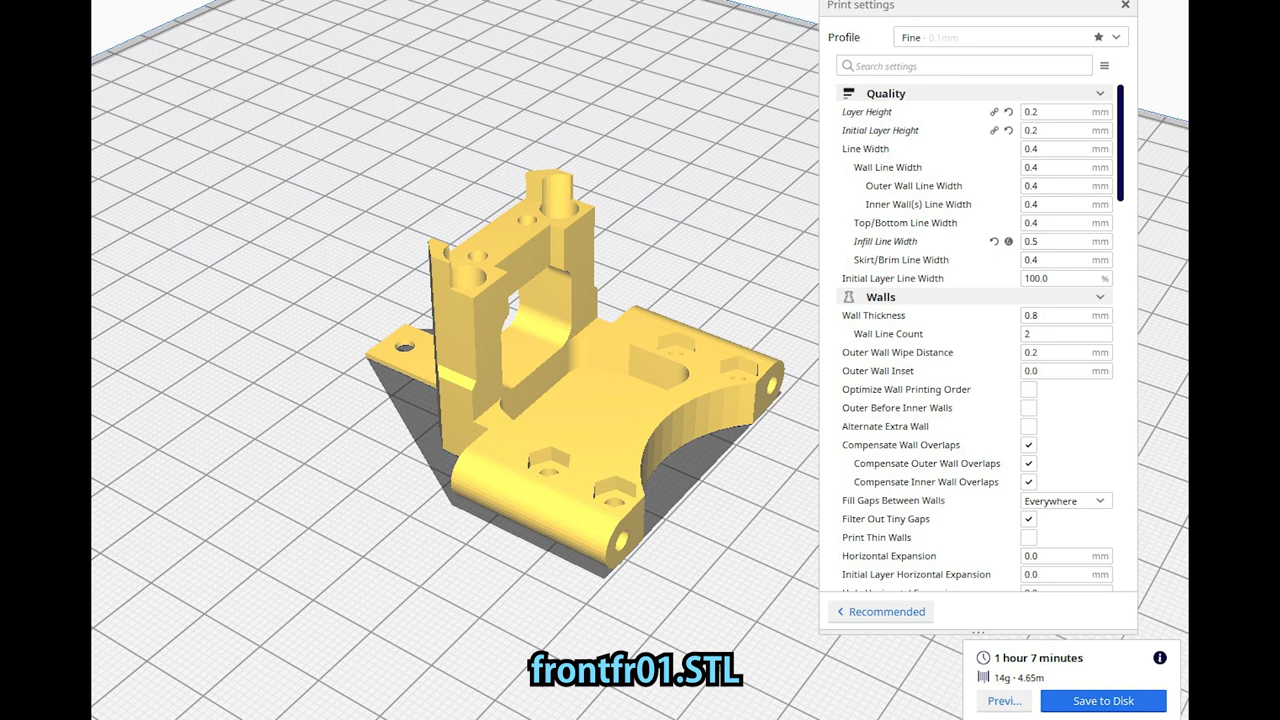 Print settings
Profile
Fine - 0.1mm
Search settings
Quality
Layer Height 0.2 mm
Initial Layer Height 0.2 mm
Line Width 0.4 mm
Wall Line Width 0.4 mm
Outer Wall Line Width 0.4 mm
Inner Wall(s) Line Width 0.4 mm
Top/Bottom Line Width 0.4 mm
Infill Line Width 0.5 mm
Skirt/Brim Line Width 0.4 mm
Initial Layer Line Width 100.0 %
Walls
Wall Thickness 0.8 mm
Wall Line Count 2
Outer Wall Wipe Distance 0.2 mm
Outer Wall Inset 0.0 mm
Optimize Wall Printing Order
Outer Before Inner Walls
Alternate Extra Wall
Compensate Wall Overlaps
Compensate Outer Wall Overlaps
Compensate Inner Wall Overlaps
Fill Gaps Between Walls Everywhere
Filter Out Tiny Gaps
Print Thin Walls
Horizontal Expansion 0.0 mm
Initial Layer Horizontal Expansion 0.0 mm
Recommended
1 hour 7 minutes
14g · 4.65m
Previ... Save to Disk
frontfr01.STL